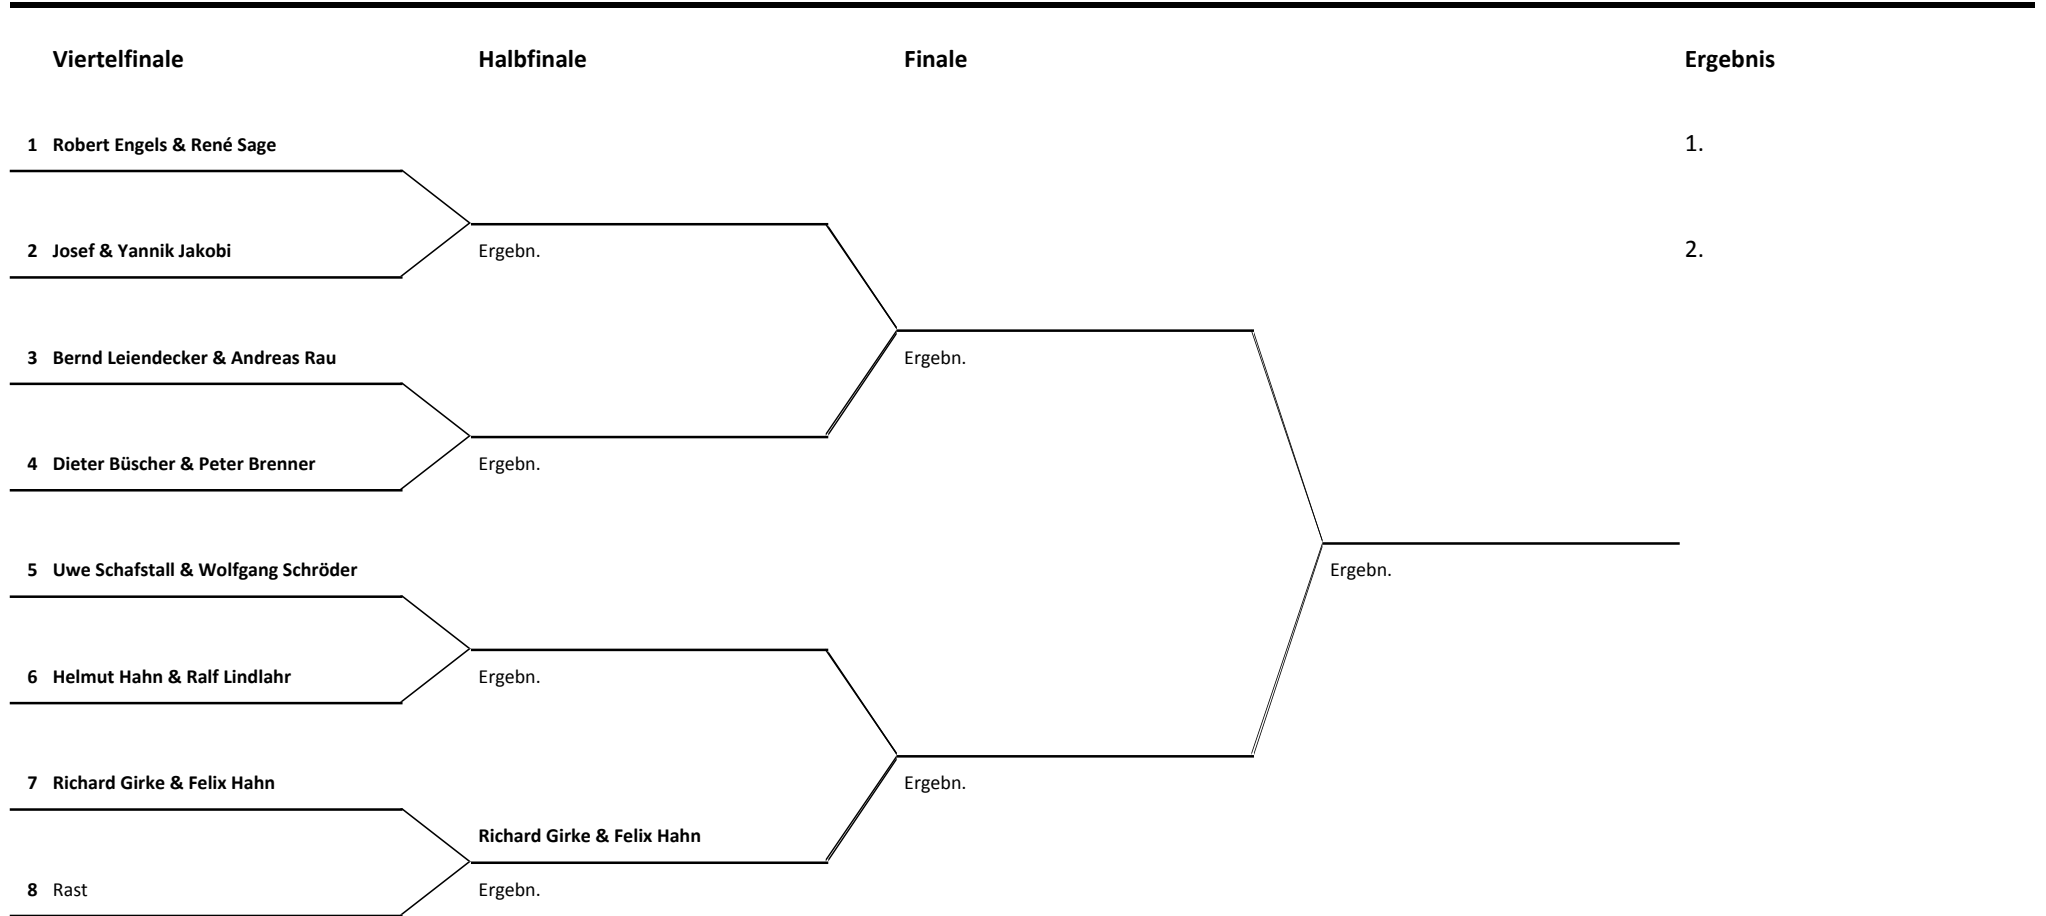 Viertelfinale Halbfinale Finale Ergebnis
1 Robert Engels & René Sage 1.
2 Josef & Yannik Jakobi Ergebn. 2.
3 Bernd Leiendecker & Andreas Rau Ergebn.
4 Dieter Büscher & Peter Brenner Ergebn.
5 Uwe Schafstall & Wolfgang Schröder Ergebn.
6 Helmut Hahn & Ralf Lindlahr Ergebn.
7 Richard Girke & Felix Hahn Ergebn.
Richard Girke & Felix Hahn
8 Rast Ergebn.